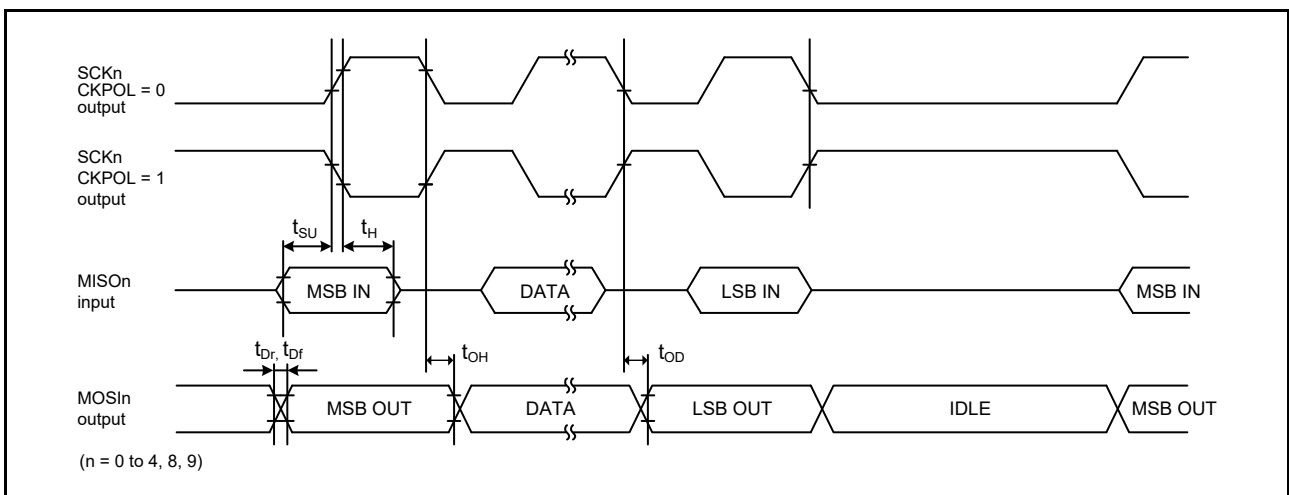 SCKn
CKPOL = 0
output
SCKn
CKPOL = 1
output
tSU
tH
MISOn
input
MSB IN
DATA
LSB IN
MSB IN
tDr, tDf
tOH
tOD
MOSIn
output
MSB OUT
DATA
LSB OUT
IDLE
MSB OUT
(n = 0 to 4, 8, 9)